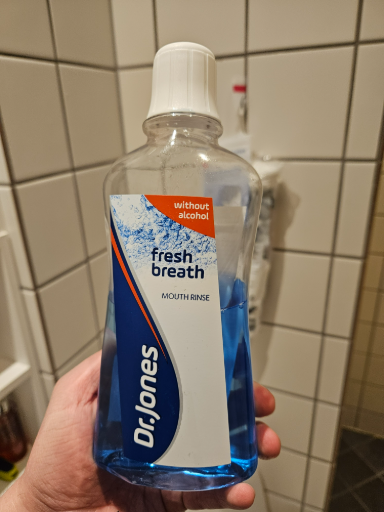 without
alcohol
fresh
breath
MOUTH RINSE
Dr.Jones